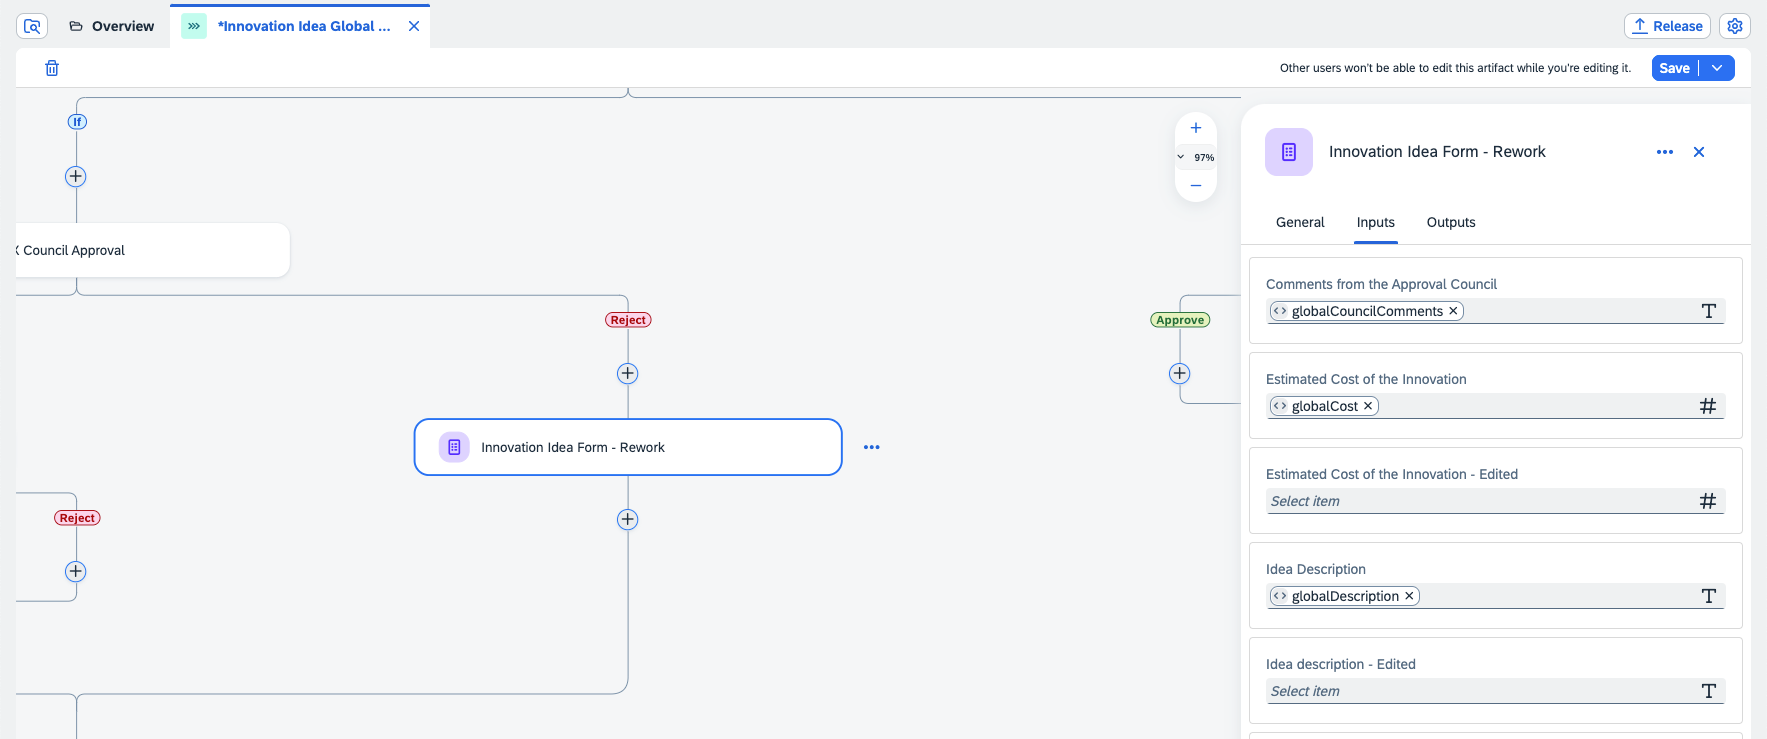 Overview
*Innovation Idea Global ...
Release
Other users won't be able to edit this artifact while you're editing it.
Save
If
97%
Council Approval
Reject
Approve
Innovation Idea Form - Rework
Reject
Innovation Idea Form - Rework
General
Inputs
Outputs
Comments from the Approval Council
globalCouncilComments
Estimated Cost of the Innovation
globalCost
Estimated Cost of the Innovation - Edited
Select item
Idea Description
globalDescription
Idea description - Edited
Select item